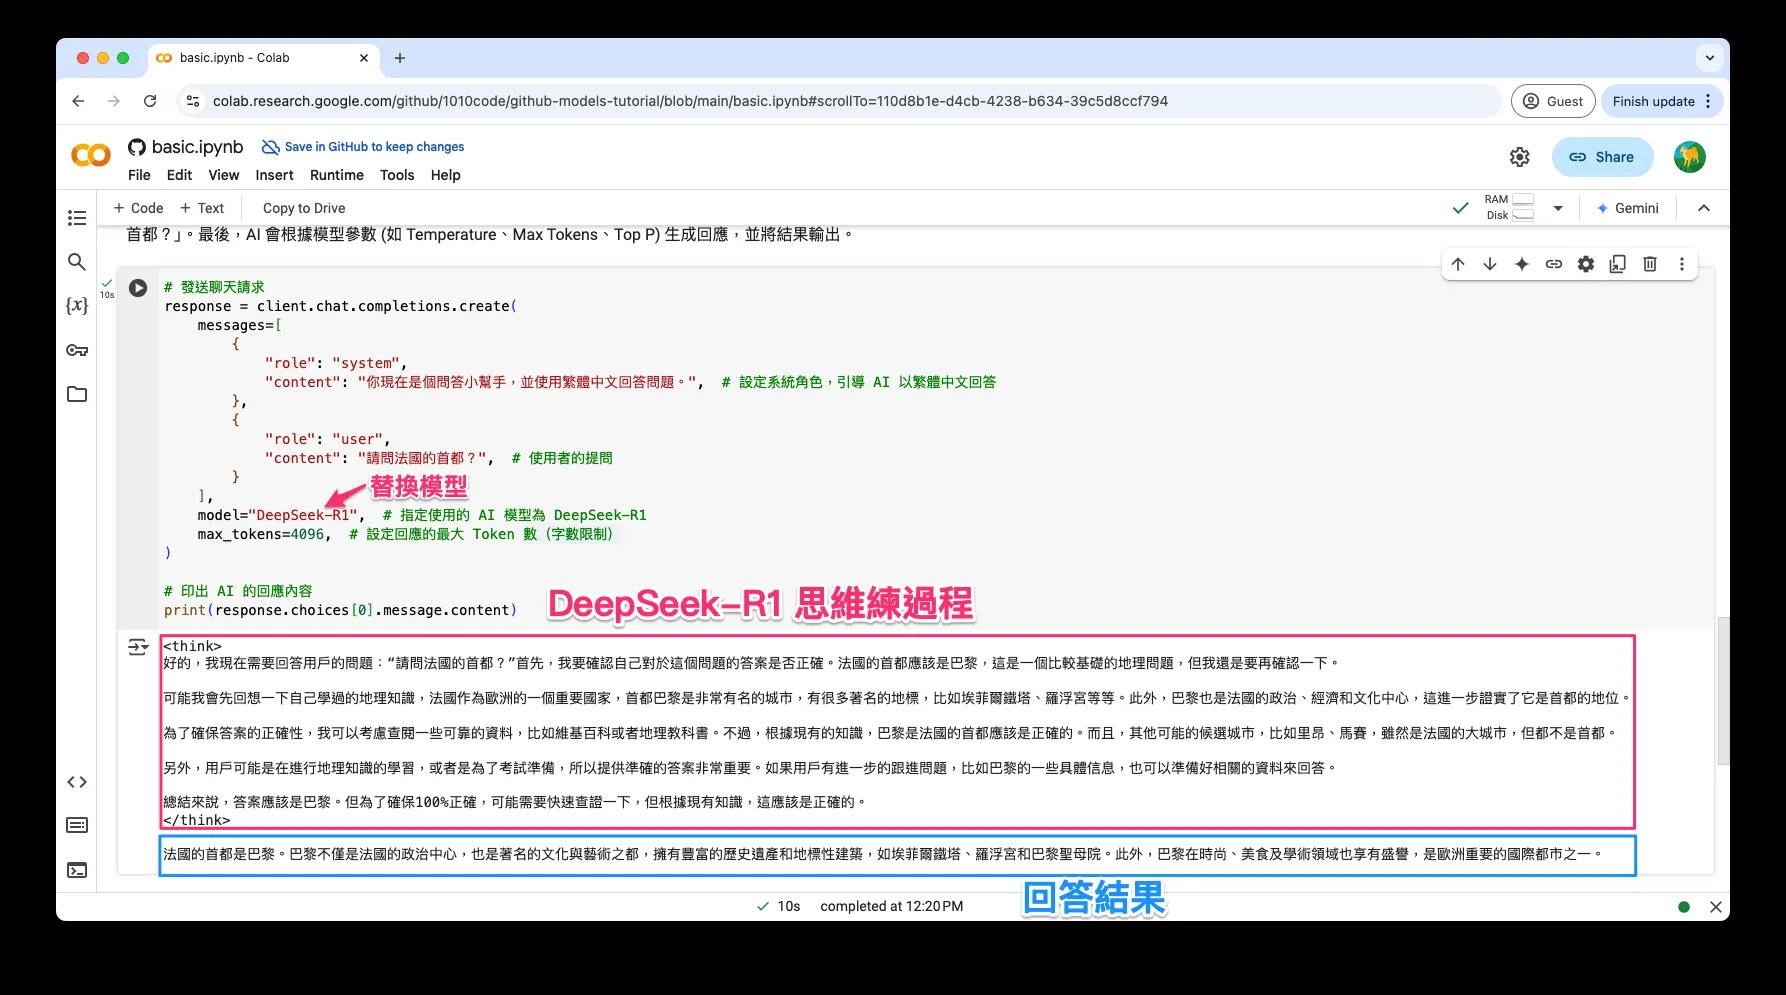 basic.ipynb - Colab
colab.research.google.com/github/1010code/github-models-tutorial/blob/main/basic.ipynb#scrollTo=110d8b1e-d4cb-4238-b634-39c5d8ccf794
Guest
Finish update
basic.ipynb
Save in GitHub to keep changes
Share
File Edit View Insert Runtime Tools Help
+ Code + Text Copy to Drive
RAM
Disk
Gemini
首都？」。最後，AI 會根據模型參數 (如 Temperature、Max Tokens、Top P) 生成回應，並將結果輸出。
10s
# 發送聊天請求
response = client.chat.completions.create(
messages=[
{
"role": "system",
"content": "你現在是個問答小幫手，並使用繁體中文回答問題。", # 設定系統角色，引導 AI 以繁體中文回答
},
{
"role": "user",
"content": "請問法國的首都？", # 使用者的提問
}
],
替換模型
model="DeepSeek-R1", # 指定使用的 AI 模型為 DeepSeek-R1
max_tokens=4096, # 設定回應的最大 Token 數（字數限制）
)
# 印出 AI 的回應內容
print(response.choices[0].message.content)
DeepSeek-R1 思維練過程
<think>
好的，我現在需要回答用戶的問題：“請問法國的首都？”首先，我要確認自己對於這個問題的答案是否正確。法國的首都應該是巴黎，這是一個比較基礎的地理問題，但我還是要再確認一下。
可能我會先回想一下自己學過的地理知識，法國作為歐洲的一個重要國家，首都巴黎是非常有名的城市，有很多著名的地標，比如埃菲爾鐵塔、羅浮宮等等。此外，巴黎也是法國的政治、經濟和文化中心，這進一步證實了它是首都的地位。
為了確保答案的正確性，我可以考慮查閱一些可靠的資料，比如維基百科或者地理教科書。不過，根據現有的知識，巴黎是法國的首都應該是正確的。而且，其他可能的候選城市，比如里昂、馬賽，雖然是法國的大城市，但都不是首都。
另外，用戶可能是在進行地理知識的學習，或者是為了考試準備，所以提供準確的答案非常重要。如果用戶有進一步的跟進問題，比如巴黎的一些具體信息，也可以準備好相關的資料來回答。
總結來說，答案應該是巴黎。但為了確保100%正確，可能需要快速查證一下，但根據現有知識，這應該是正確的。
</think>
法國的首都是巴黎。巴黎不僅是法國的政治中心，也是著名的文化與藝術之都，擁有豐富的歷史遺產和地標性建築，如埃菲爾鐵塔、羅浮宮和巴黎聖母院。此外，巴黎在時尚、美食及學術領域也享有盛譽，是歐洲重要的國際都市之一。
回答結果
10s completed at 12:20 PM